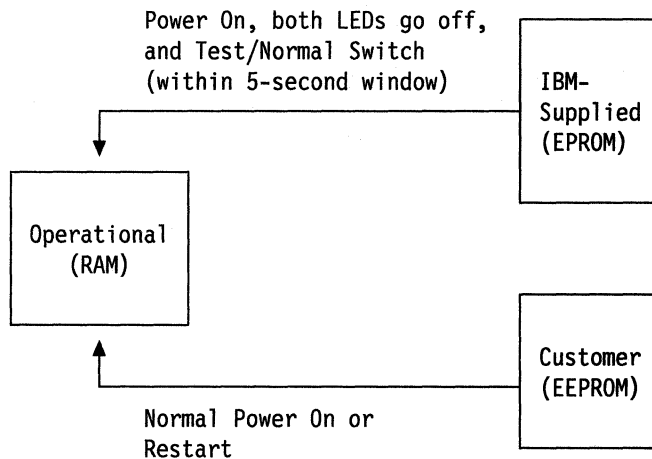 Power On, both LEDs go off,
and Test/Normal Switch
(within 5-second window)
IBM-
Supplied
(EPROM)
Operational
(RAM)
Customer
(EEPROM)
Normal Power On or
Restart